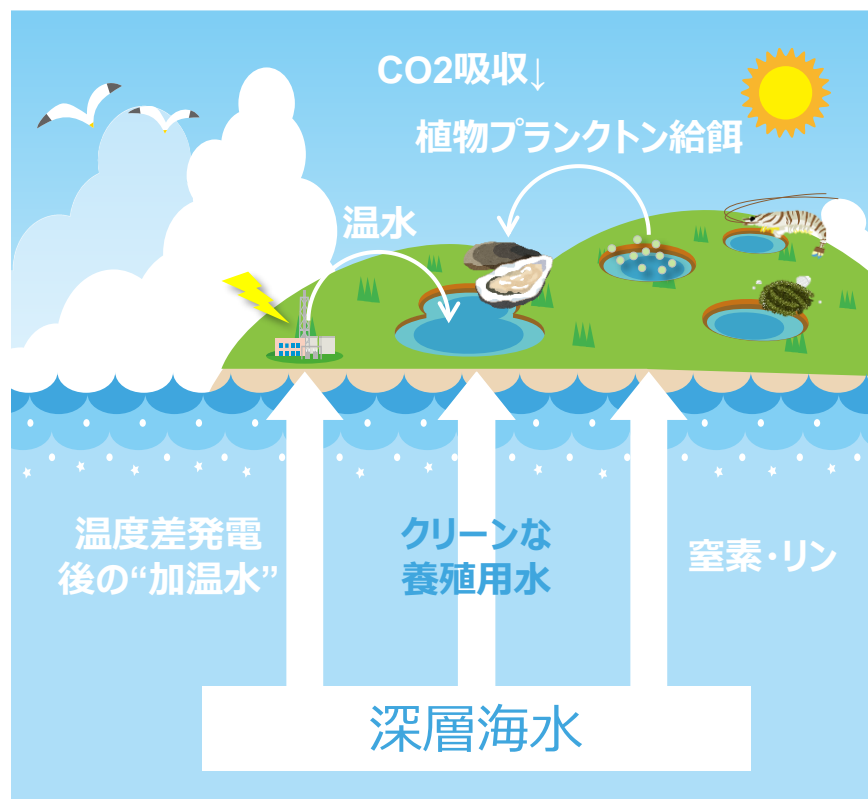 CO2吸収↓
植物プランクトン給餌
温水
温度差発電
後の“加温水”
クリーンな
養殖用水
窒素・リン
深層海水